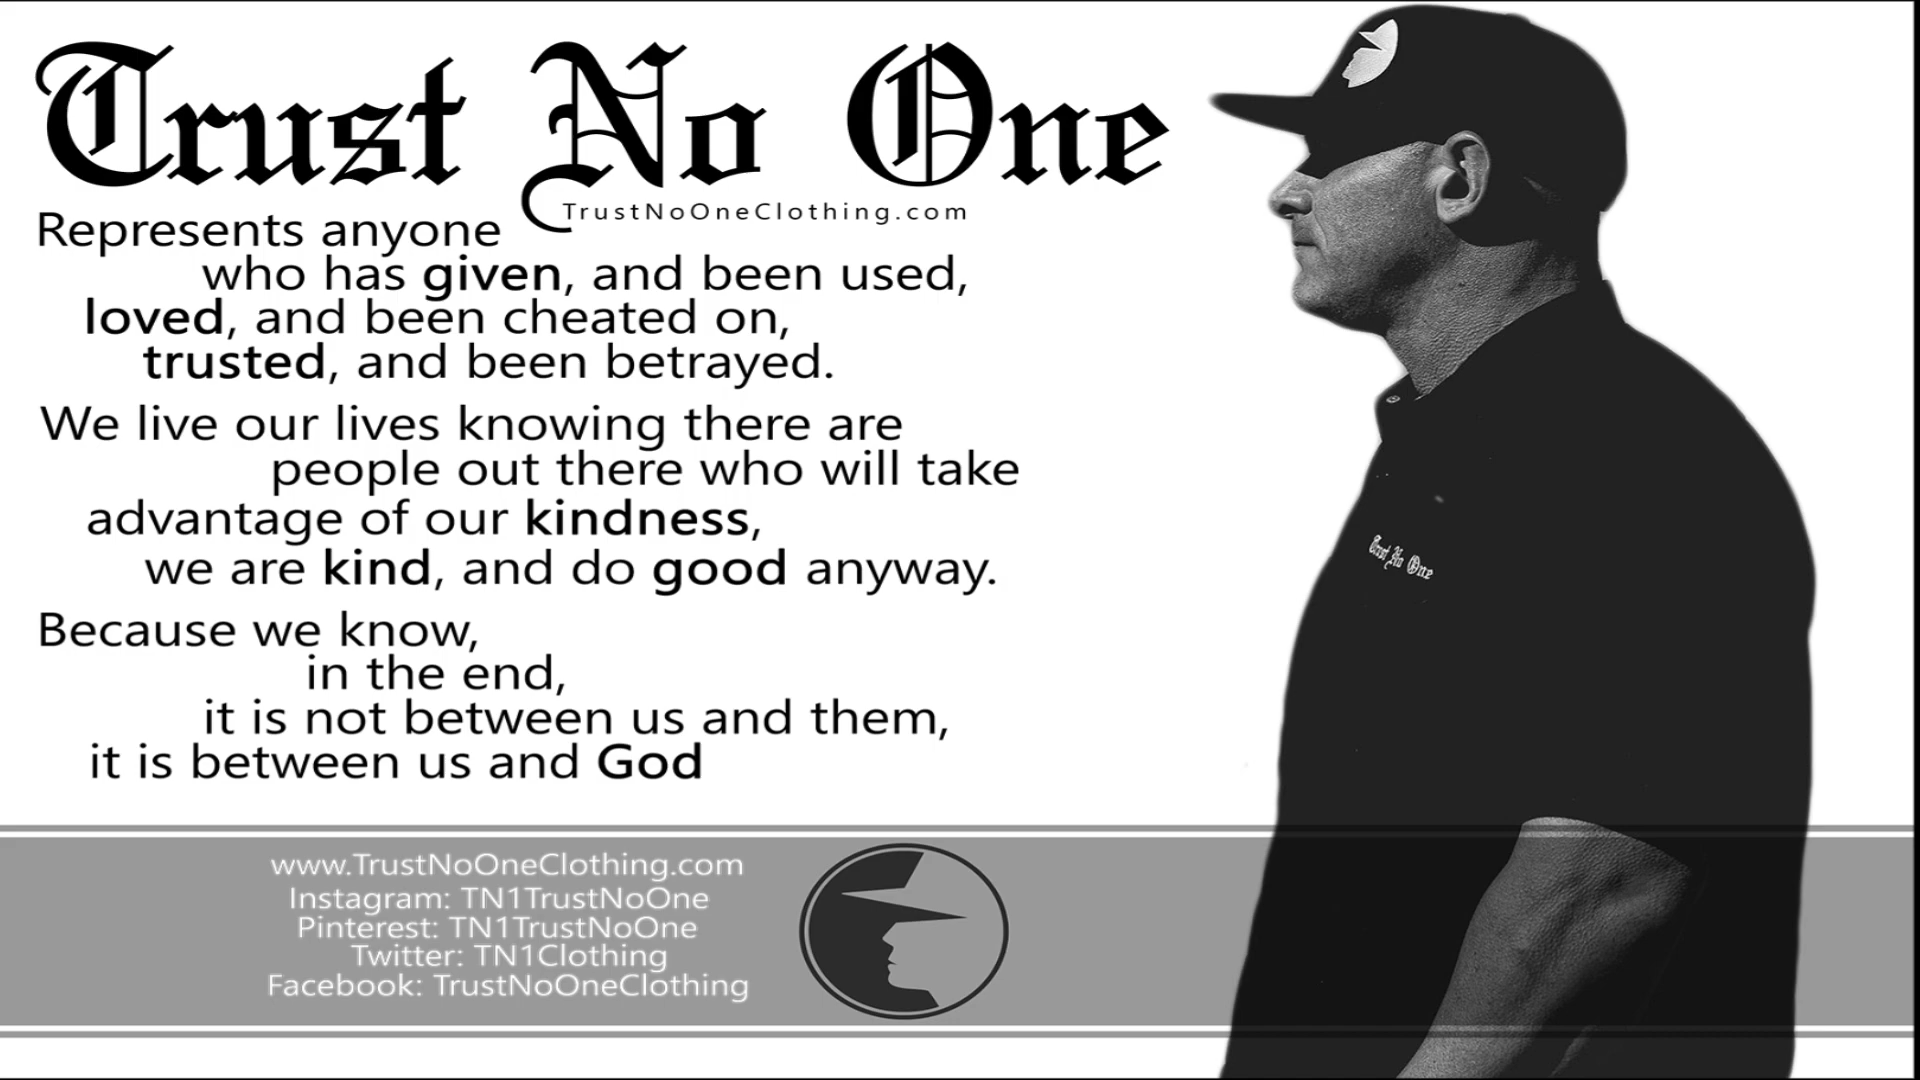 Trust No One
TrustNoOneClothing.com
Represents anyone
who has given, and been used,
loved, and been cheated on,
trusted, and been betrayed.
We live our lives knowing there are
people out there who will take
advantage of our kindness,
we are kind, and do good anyway.
Because we know,
in the end,
it is not between us and them,
it is between us and God
Trust No One
www.TrustNoOneClothing.com
Instagram: TN1TrustNoOne
Pinterest: TN1TrustNoOne
Twitter: TN1Clothing
Facebook: TrustNoOneClothing